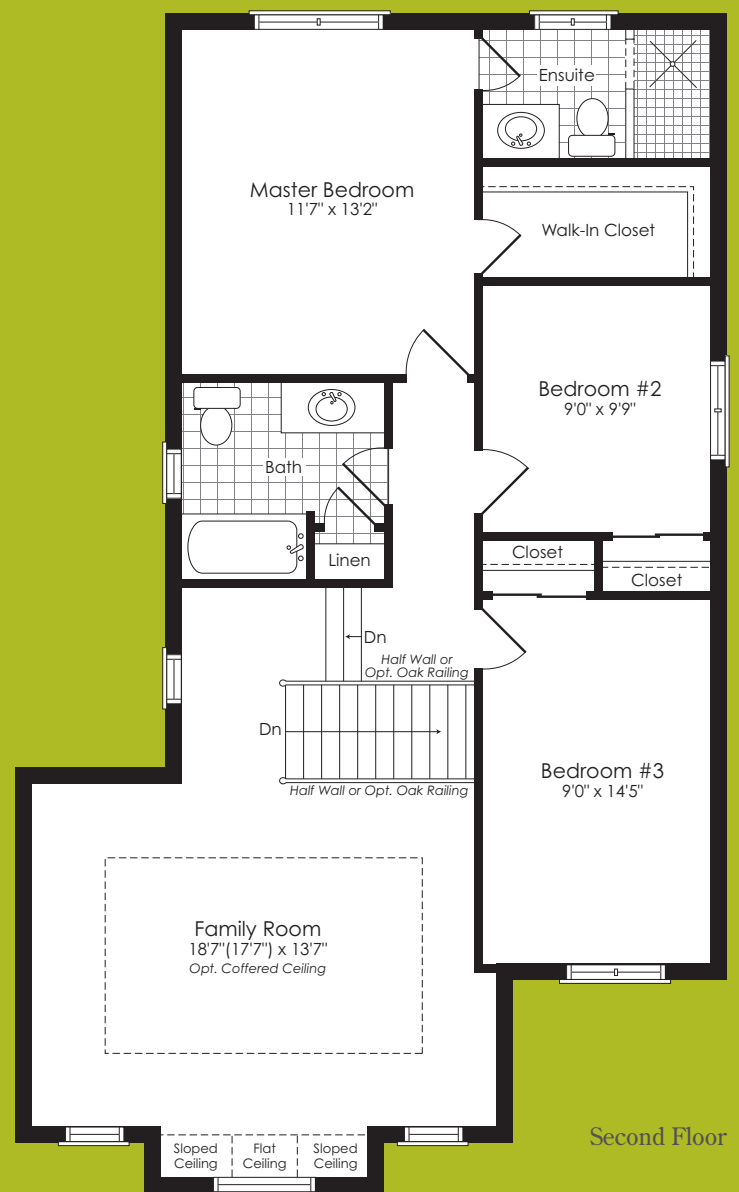 Ensuite
Master Bedroom
11'7" x 13'2"
Walk-In Closet
Bedroom #2
9'0" x 9'9"
Bath
Linen
Closet
Closet
Dn
Half Wall or
Opt. Oak Railing
Dn
Half Wall or Opt. Oak Railing
Bedroom #3
9'0" x 14'5"
Family Room
18'7"(17'7") x 13'7"
Opt. Coffered Ceiling
Sloped
Ceiling
Flat
Ceiling
Sloped
Ceiling
Second Floor